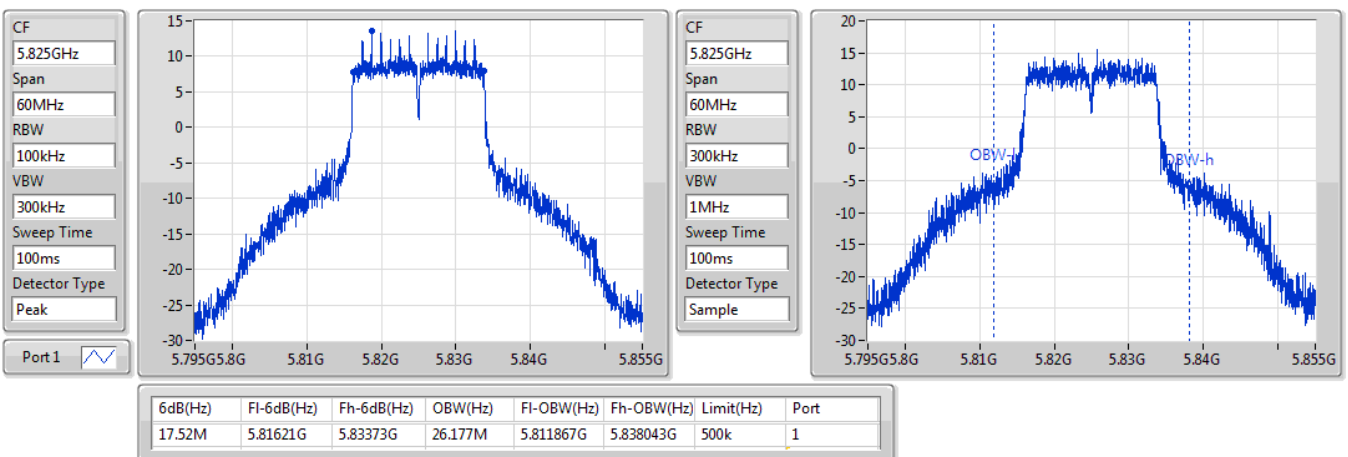 CF
5.825GHz
Span
60MHz
RBW
100kHz
VBW
300kHz
Sweep Time
100ms
Detector Type
Peak
Port 1
15
10
5
0
-5
-10
-15
-20
-25
-30
5.795G 5.8G 5.81G 5.82G 5.83G 5.84G 5.855G
CF
5.825GHz
Span
60MHz
RBW
300kHz
VBW
1MHz
Sweep Time
100ms
Detector Type
Sample
20
15
10
5
0
-5
-10
-15
-20
-25
-30
OBW-l OBW-h
5.795G 5.8G 5.81G 5.82G 5.83G 5.84G 5.855G
6dB(Hz) Fl-6dB(Hz) Fh-6dB(Hz) OBW(Hz) Fl-OBW(Hz) Fh-OBW(Hz) Limit(Hz) Port
17.52M 5.81621G 5.83373G 26.177M 5.811867G 5.838043G 500k 1